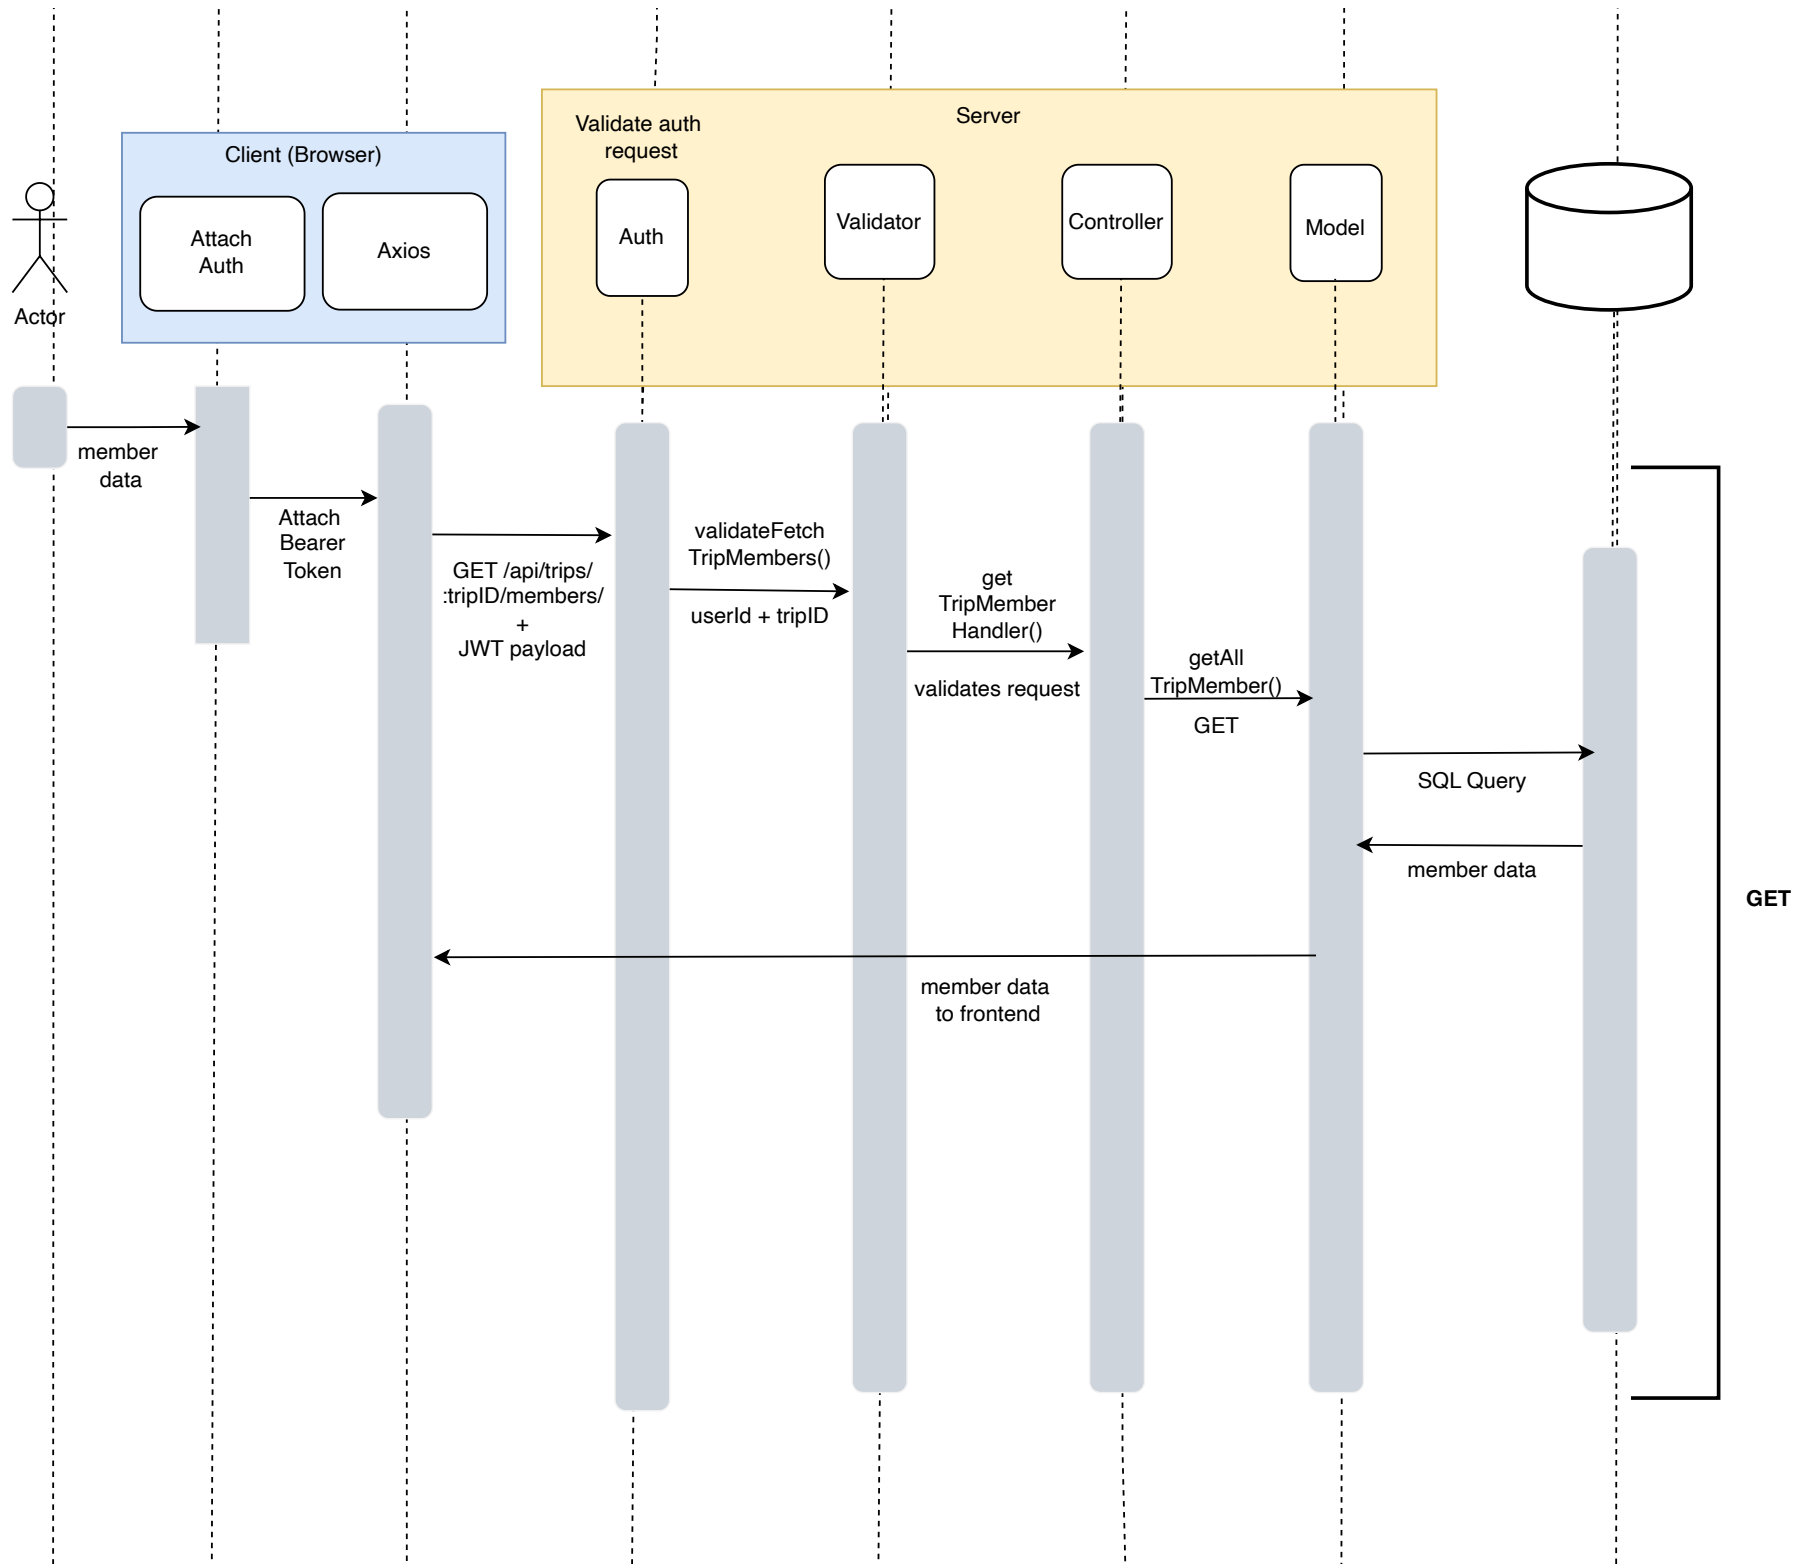 Server
Validate auth
request
Client (Browser)
Attach
Auth
Axios
Auth
Validator
Controller
Model
Actor
member
data
Attach
Bearer
Token
GET /api/trips/
:tripID/members/
+
JWT payload
validateFetch
TripMembers()
userId + tripID
get
TripMember
Handler()
validates request
getAll
TripMember()
GET
SQL Query
member data
GET
member data
to frontend